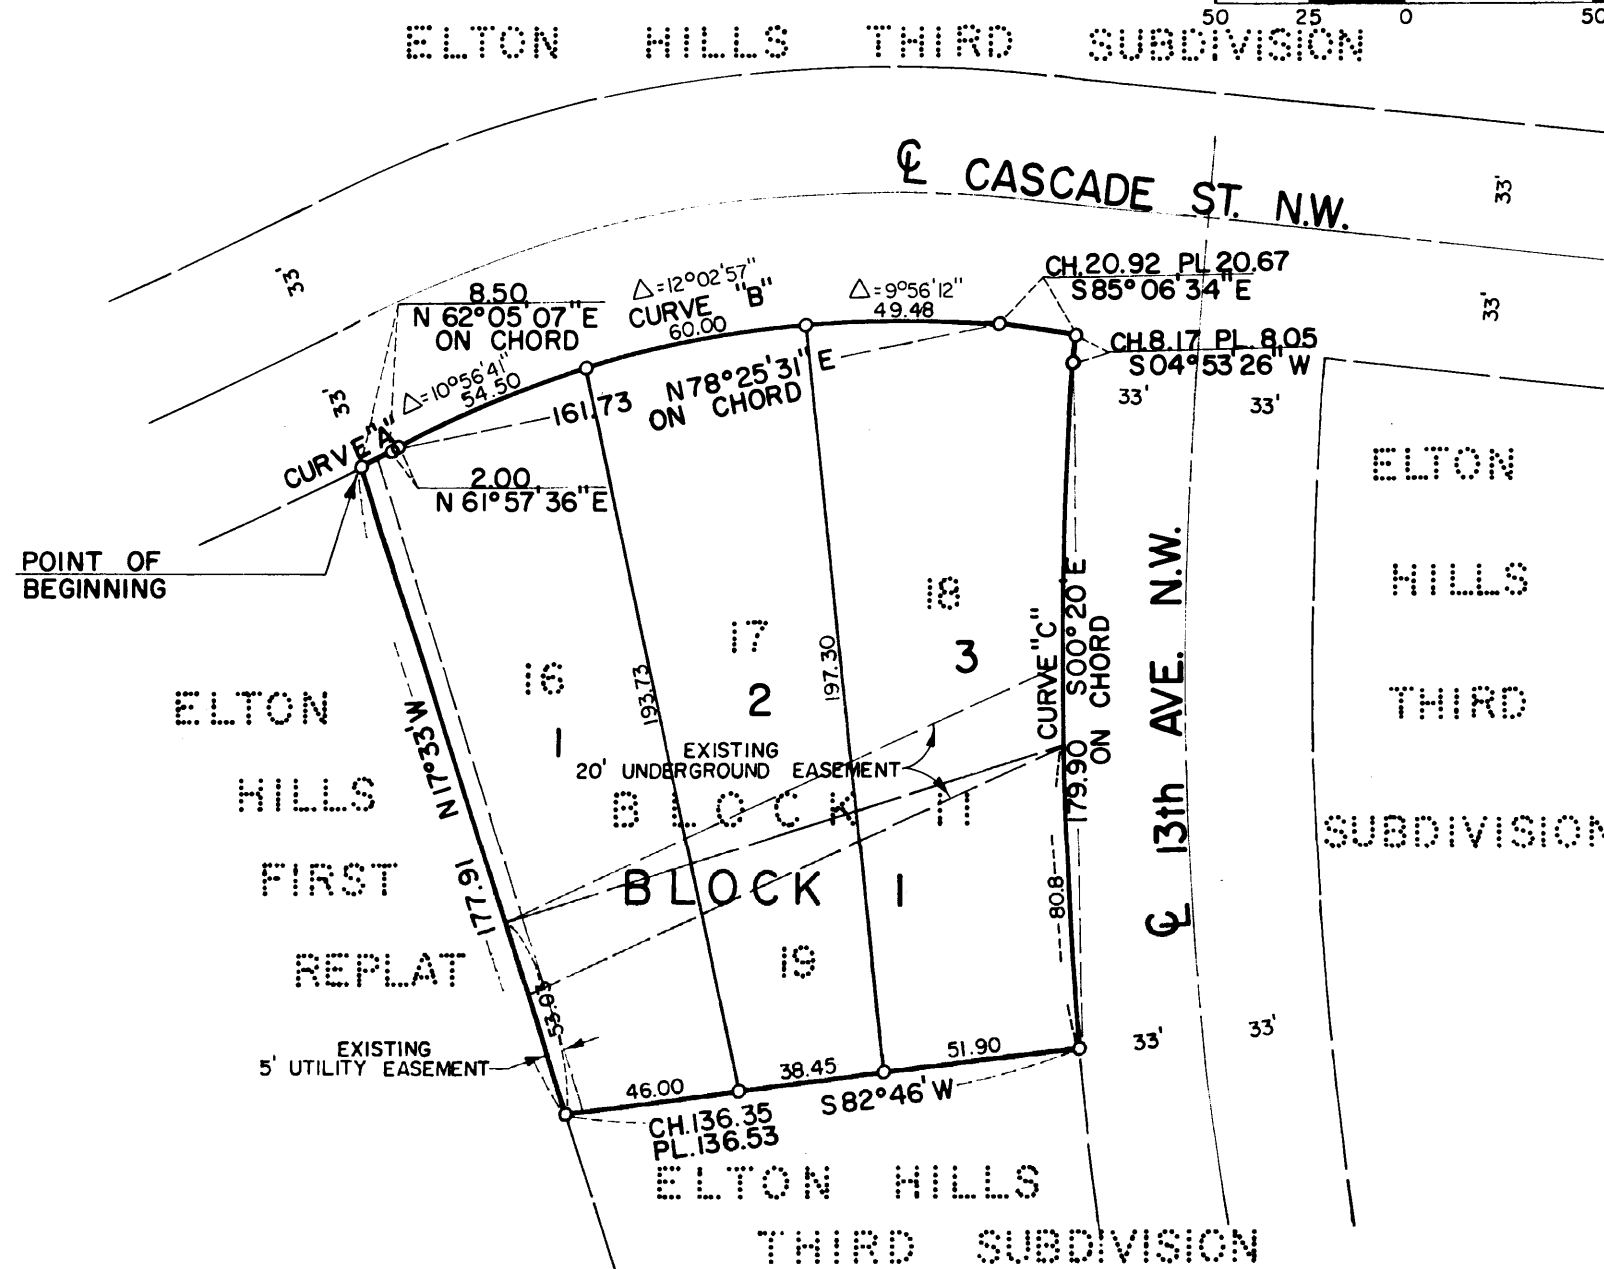 50 25 0 50
ELTON HILLS THIRD SUBDIVISION
℄ CASCADE ST. N.W.
33'
33'
33'
33'
CH. 20.92 PL 20.67
S85°06'34"E
CH. 8.17 PL. 8.05
S04°53'26"W
33'
33'
8.50
N 62°05'07"E
ON CHORD
△=12°02'57"
CURVE "B"
60.00
△=9°56'12"
49.48
△=10°56'41"
54.50
161.73
N78°25'31"E
ON CHORD
CURVE "A"
2.00
N 61°57'36"E
POINT OF
BEGINNING
ELTON
HILLS
THIRD
SUBDIVISION
16
1
17
2
18
3
193.73
197.30
CURVE "C"
179.90 S00°20'E
ON CHORD
80.8
℄ 13th AVE. N.W.
EXISTING
20' UNDERGROUND EASEMENT
BLOCK 11
BLOCK 1
19
N17°33'W
177.91
53.03
ELTON
HILLS
FIRST
REPLAT
EXISTING
5' UTILITY EASEMENT
46.00
38.45
51.90
S82°46'W
CH. 136.35
PL. 136.53
33'
33'
ELTON HILLS
THIRD SUBDIVISION